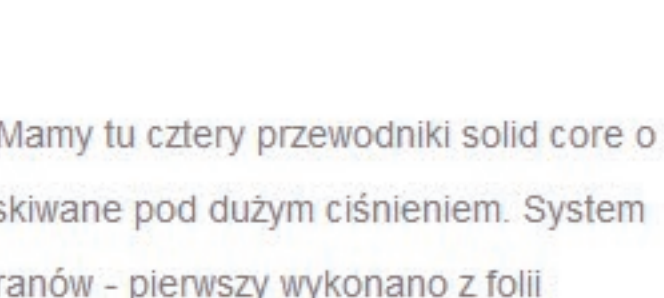 Mamy tu cztery przewodniki solid core o
skiwane pod dużym ciśnieniem. System
ranów - pierwszy wykonano z folii